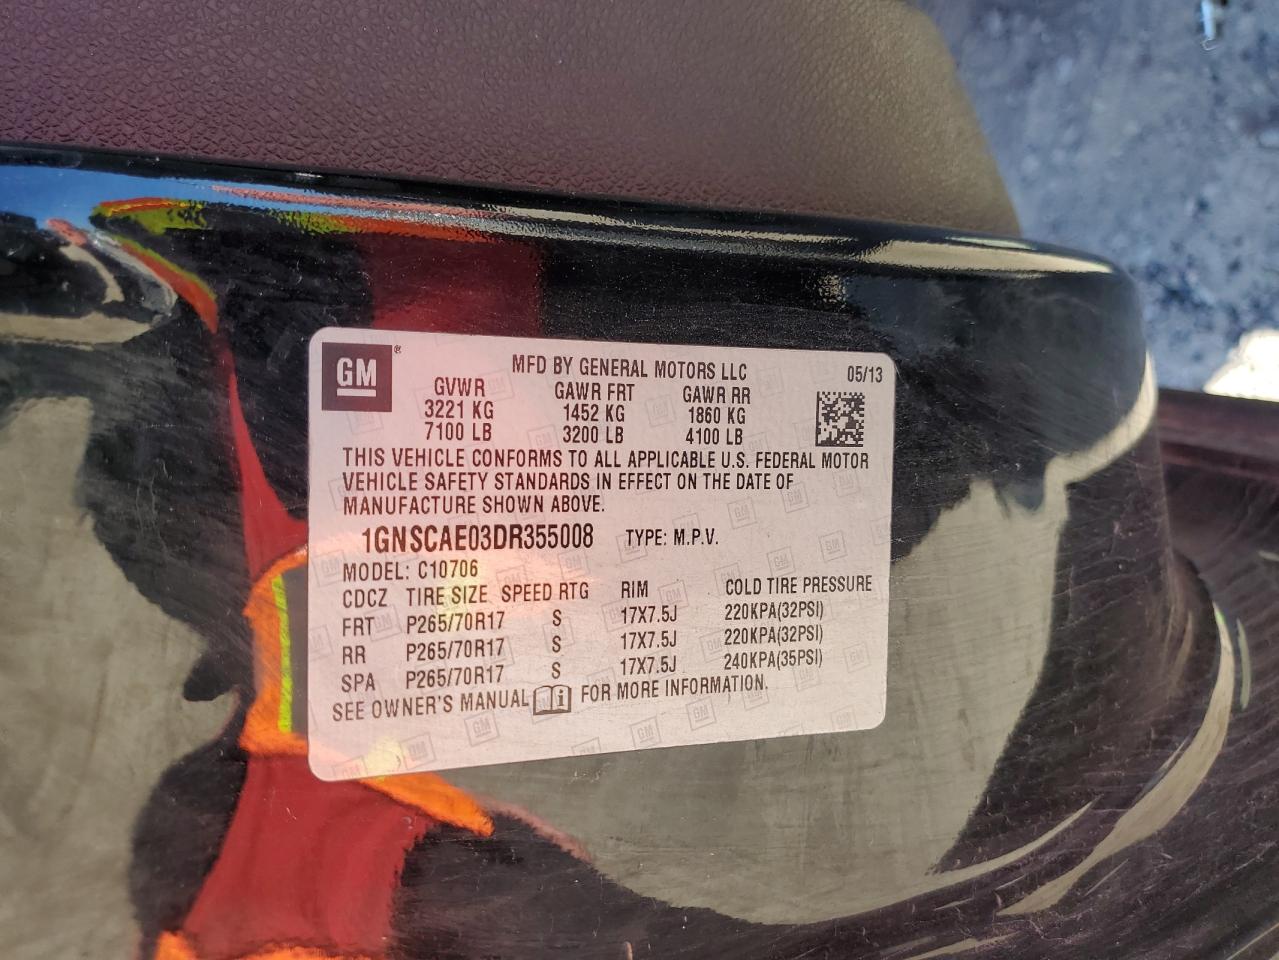 GM® MFD BY GENERAL MOTORS LLC 05/13
GVWR GAWR FRT GAWR RR
3221 KG 1452 KG 1860 KG
7100 LB 3200 LB 4100 LB
THIS VEHICLE CONFORMS TO ALL APPLICABLE U.S. FEDERAL MOTOR
VEHICLE SAFETY STANDARDS IN EFFECT ON THE DATE OF
MANUFACTURE SHOWN ABOVE.
1GNSCAE03DR355008 TYPE: M.P.V.
MODEL: C10706
CDCZ TIRE SIZE SPEED RTG RIM COLD TIRE PRESSURE
FRT P265/70R17 S 17X7.5J 220KPA(32PSI)
RR P265/70R17 S 17X7.5J 220KPA(32PSI)
SPA P265/70R17 S 17X7.5J 240KPA(35PSI)
SEE OWNER'S MANUAL FOR MORE INFORMATION.